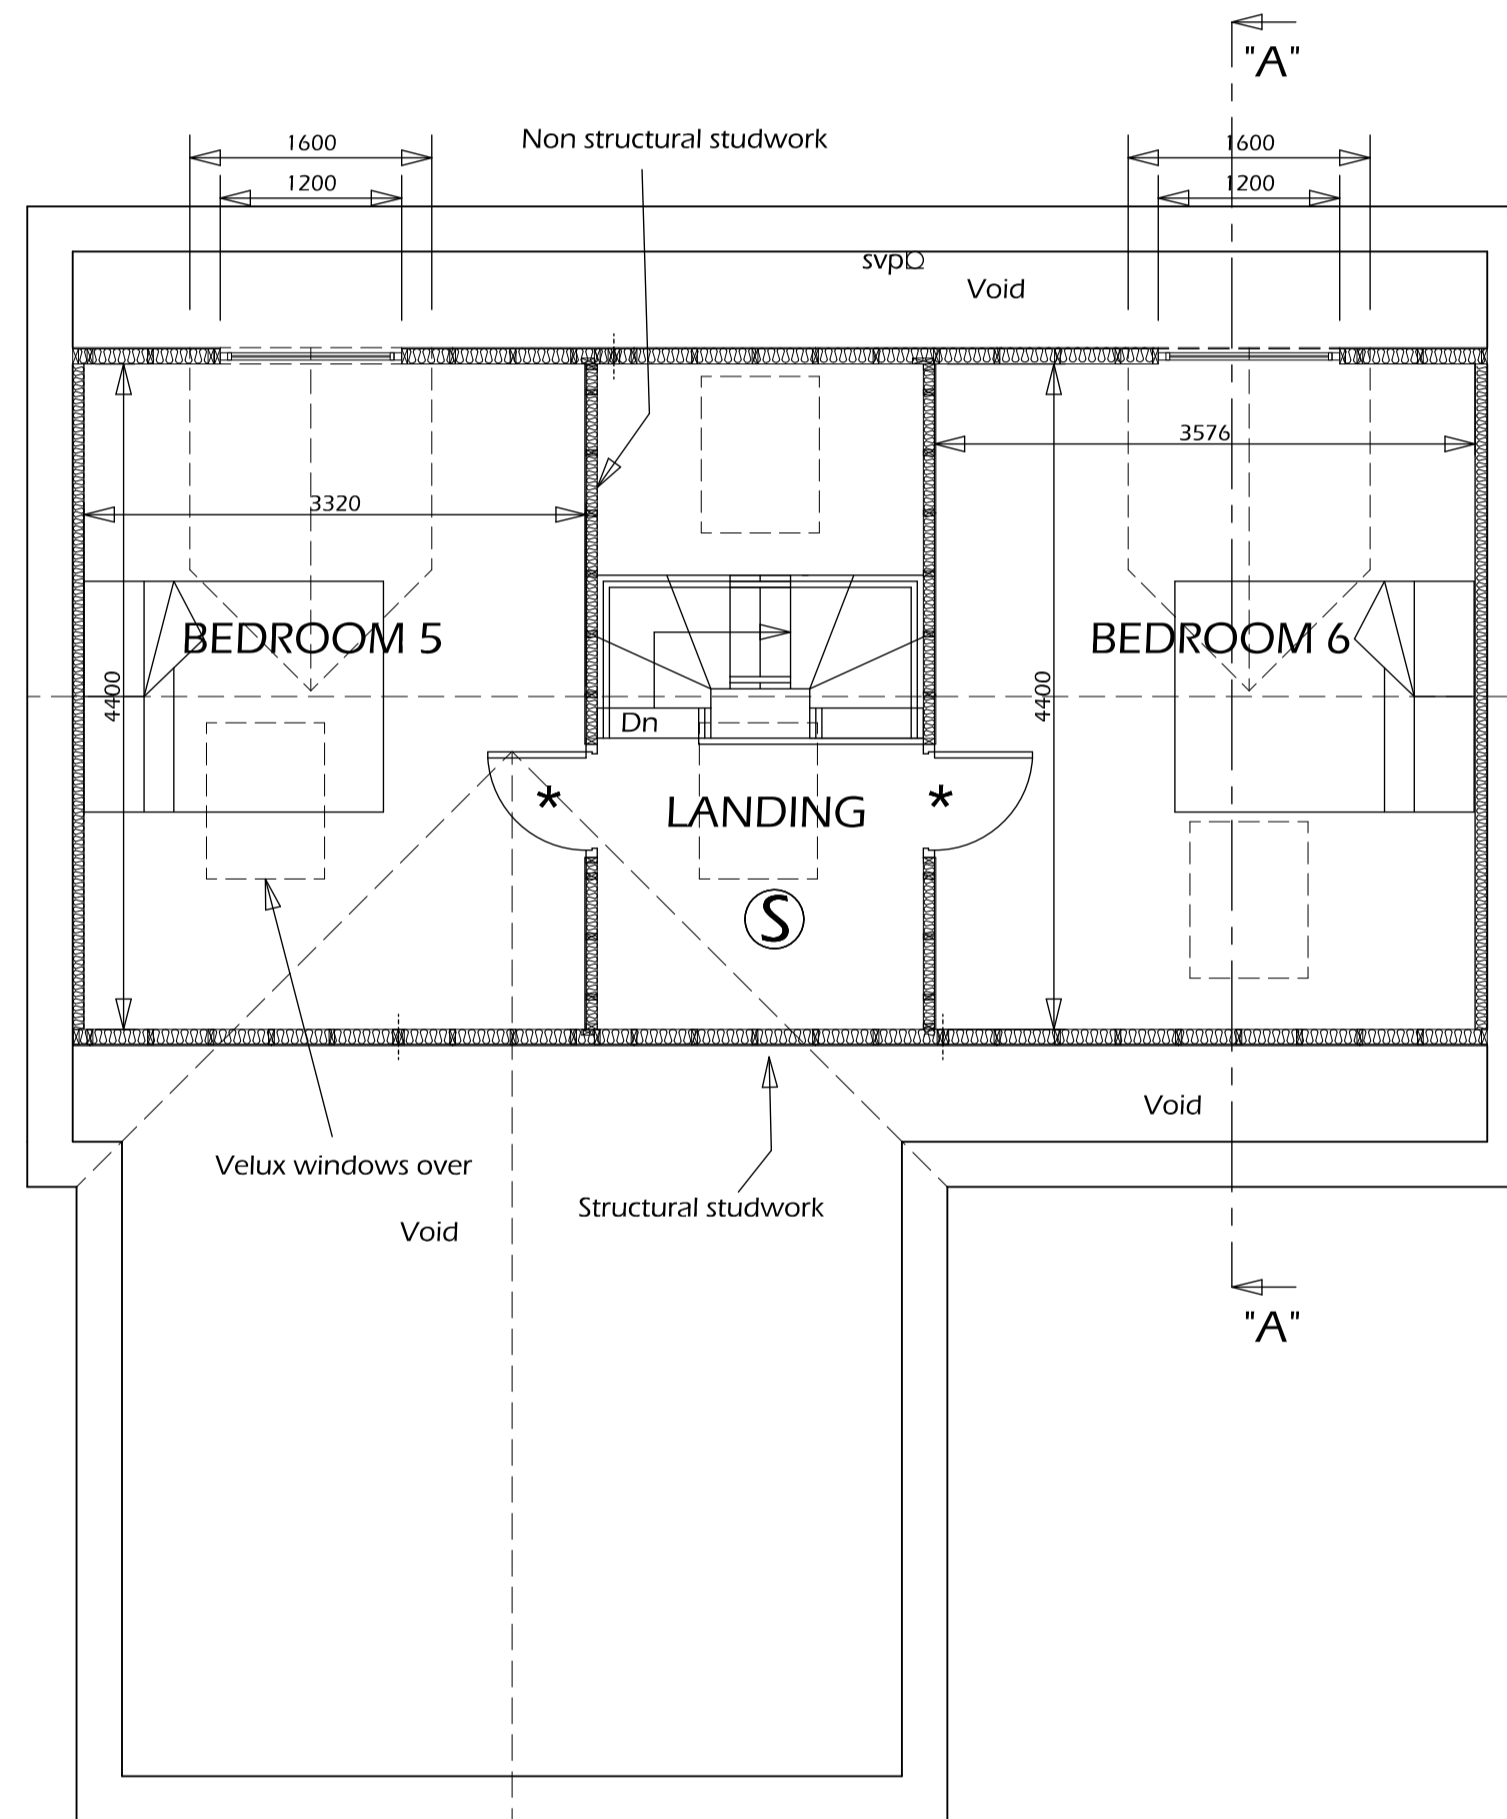 "A"
1600
Non structural studwork
1600
1200
1200
svp
Void
3576
3320
BEDROOM 5
BEDROOM 6
4400
4400
Dn
* LANDING *
S
Void
Velux windows over
Structural studwork
Void
"A"